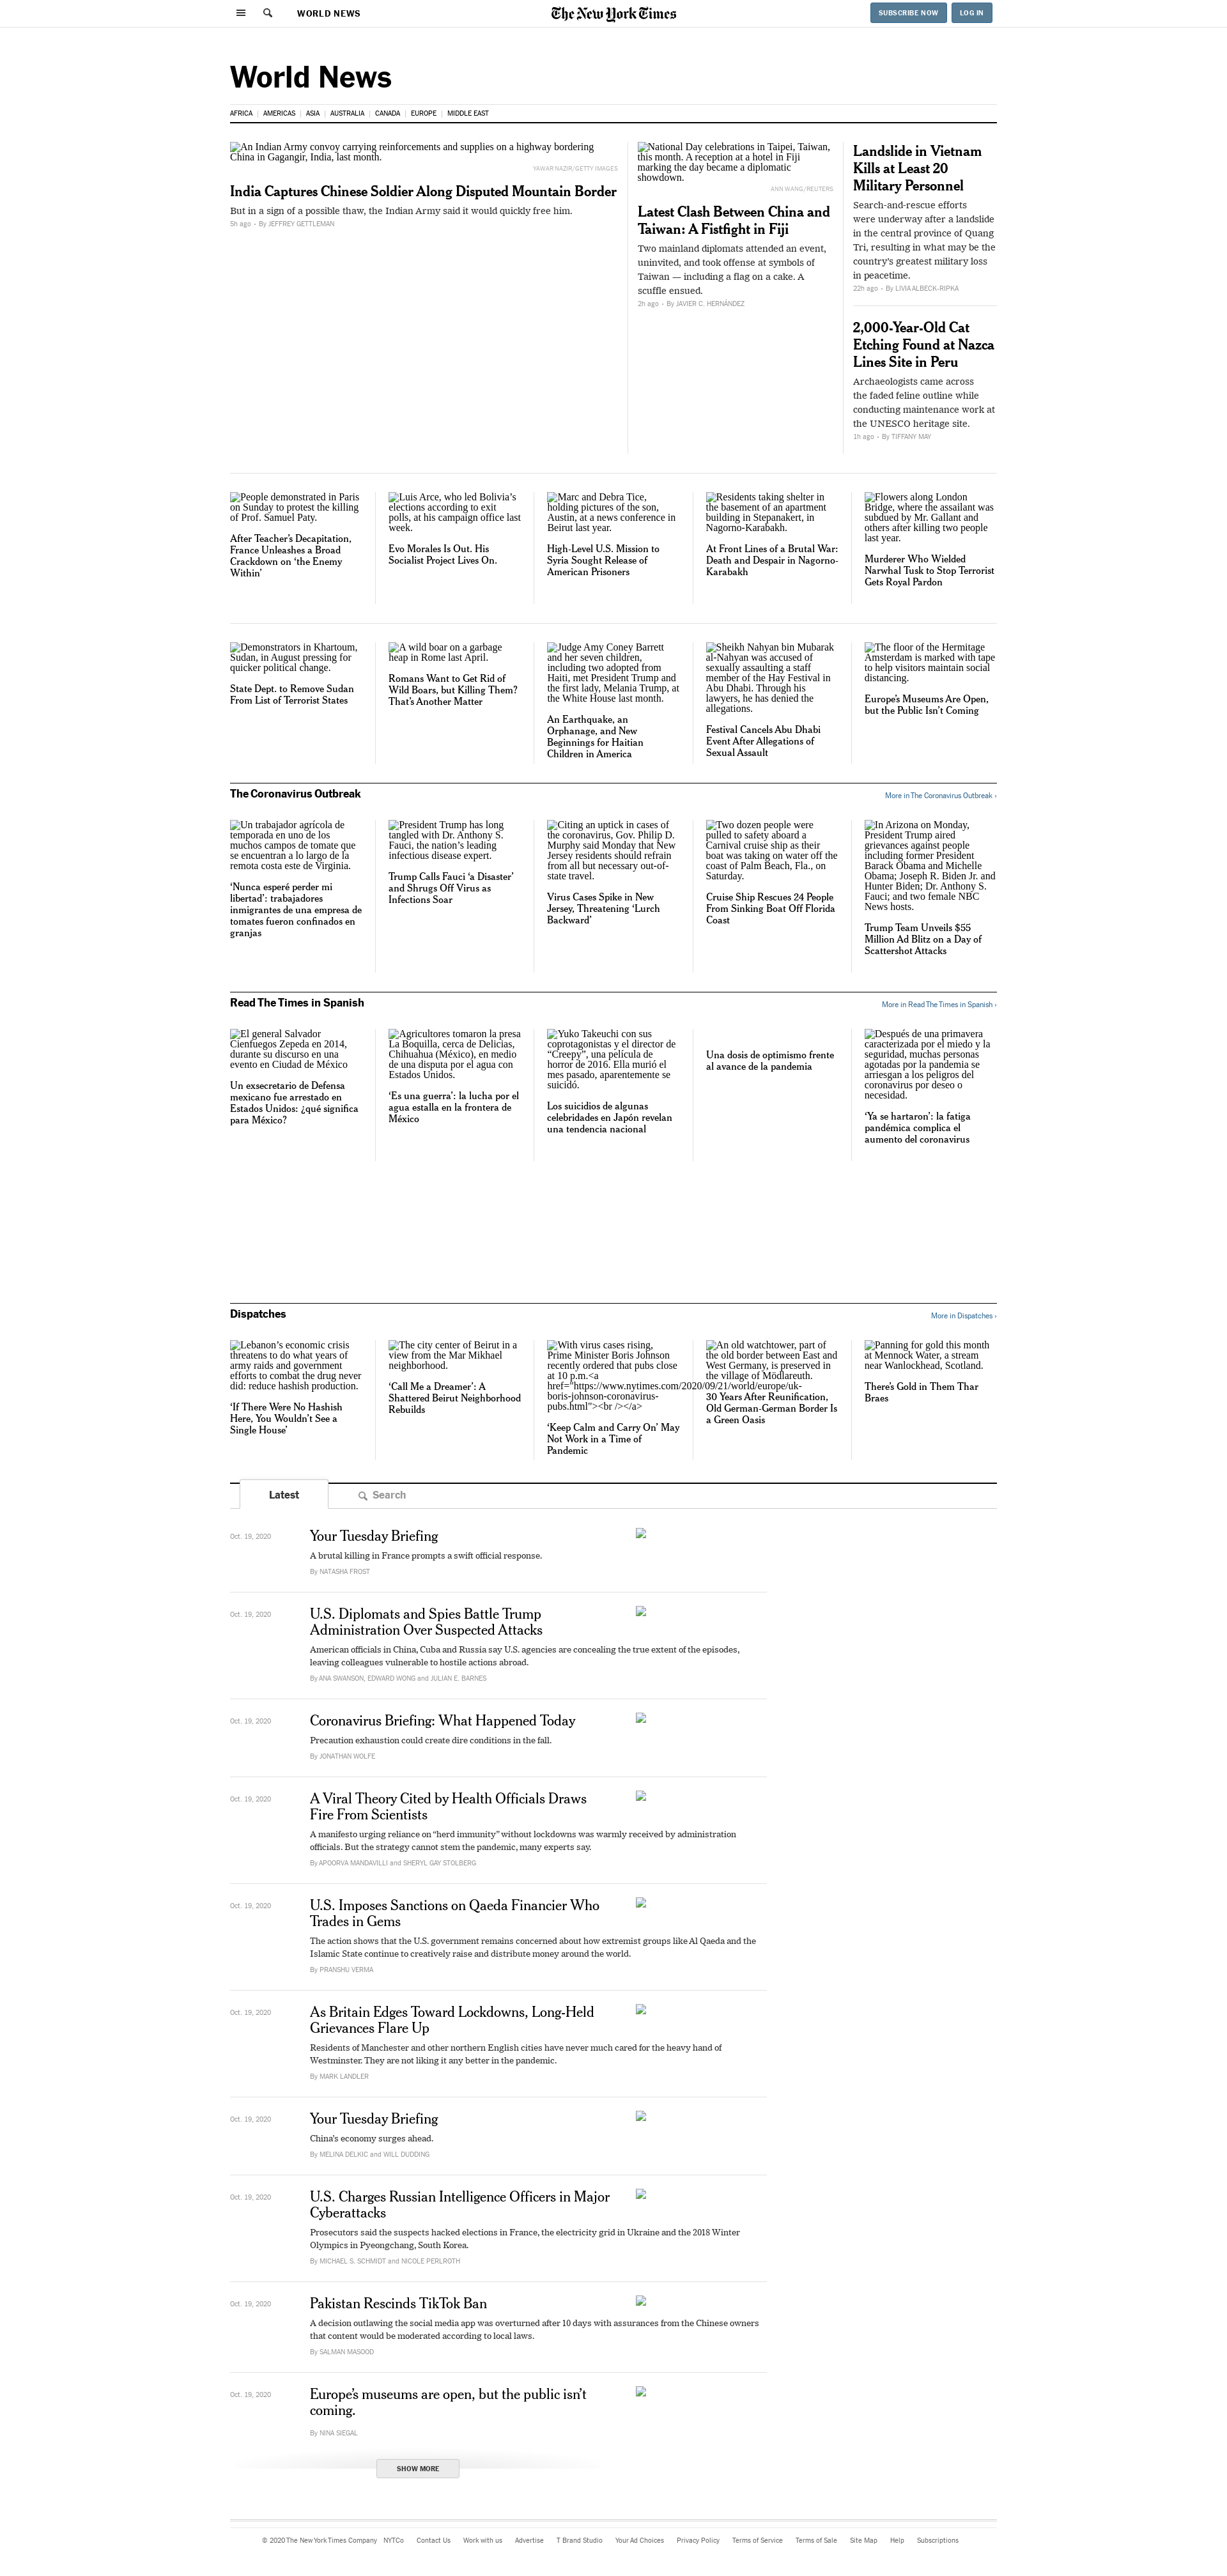 WORLD NEWS
The New York Times
SUBSCRIBE NOW
LOG IN
World News
AFRICA
AMERICAS
ASIA
AUSTRALIA
CANADA
EUROPE
MIDDLE EAST
An Indian Army convoy carrying reinforcements and supplies on a highway bordering
China in Gagangir, India, last month.
YAWAR NAZIR/GETTY IMAGES
India Captures Chinese Soldier Along Disputed Mountain Border
But in a sign of a possible thaw, the Indian Army said it would quickly free him.
5h ago - By JEFFREY GETTLEMAN
National Day celebrations in Taipei, Taiwan,
this month. A reception at a hotel in Fiji
marking the day became a diplomatic
showdown.
ANN WANG/REUTERS
Latest Clash Between China and
Taiwan: A Fistfight in Fiji
Two mainland diplomats attended an event,
uninvited, and took offense at symbols of
Taiwan — including a flag on a cake. A
scuffle ensued.
2h ago - By JAVIER C. HERNÁNDEZ
Landslide in Vietnam
Kills at Least 20
Military Personnel
Search-and-rescue efforts
were underway after a landslide
in the central province of Quang
Tri, resulting in what may be the
country's greatest military loss
in peacetime.
22h ago - By LIVIA ALBECK-RIPKA
2,000-Year-Old Cat
Etching Found at Nazca
Lines Site in Peru
Archaeologists came across
the faded feline outline while
conducting maintenance work at
the UNESCO heritage site.
1h ago - By TIFFANY MAY
People demonstrated in Paris
on Sunday to protest the killing
of Prof. Samuel Paty.
After Teacher's Decapitation,
France Unleashes a Broad
Crackdown on 'the Enemy
Within'
Luis Arce, who led Bolivia's
elections according to exit
polls, at his campaign office last
week.
Evo Morales Is Out. His
Socialist Project Lives On.
Marc and Debra Tice,
holding pictures of the son,
Austin, at a news conference in
Beirut last year.
High-Level U.S. Mission to
Syria Sought Release of
American Prisoners
Residents taking shelter in
the basement of an apartment
building in Stepanakert, in
Nagorno-Karabakh.
At Front Lines of a Brutal War:
Death and Despair in Nagorno-
Karabakh
Flowers along London
Bridge, where the assailant was
subdued by Mr. Gallant and
others after killing two people
last year.
Murderer Who Wielded
Narwhal Tusk to Stop Terrorist
Gets Royal Pardon
Demonstrators in Khartoum,
Sudan, in August pressing for
quicker political change.
State Dept. to Remove Sudan
From List of Terrorist States
A wild boar on a garbage
heap in Rome last April.
Romans Want to Get Rid of
Wild Boars, but Killing Them?
That's Another Matter
Judge Amy Coney Barrett
and her seven children,
including two adopted from
Haiti, met President Trump and
the first lady, Melania Trump, at
the White House last month.
An Earthquake, an
Orphanage, and New
Beginnings for Haitian
Children in America
Sheikh Nahyan bin Mubarak
al-Nahyan was accused of
sexually assaulting a staff
member of the Hay Festival in
Abu Dhabi. Through his
lawyers, he has denied the
allegations.
Festival Cancels Abu Dhabi
Event After Allegations of
Sexual Assault
The floor of the Hermitage
Amsterdam is marked with tape
to help visitors maintain social
distancing.
Europe's Museums Are Open,
but the Public Isn't Coming
The Coronavirus Outbreak
More in The Coronavirus Outbreak ›
Un trabajador agrícola de
temporada en uno de los
muchos campos de tomate que
se encuentran a lo largo de la
remota costa este de Virginia.
'Nunca esperé perder mi
libertad': trabajadores
inmigrantes de una empresa de
tomates fueron confinados en
granjas
President Trump has long
tangled with Dr. Anthony S.
Fauci, the nation's leading
infectious disease expert.
Trump Calls Fauci 'a Disaster'
and Shrugs Off Virus as
Infections Soar
Citing an uptick in cases of
the coronavirus, Gov. Philip D.
Murphy said Monday that New
Jersey residents should refrain
from all but necessary out-of-
state travel.
Virus Cases Spike in New
Jersey, Threatening 'Lurch
Backward'
Two dozen people were
pulled to safety aboard a
Carnival cruise ship as their
boat was taking on water off the
coast of Palm Beach, Fla., on
Saturday.
Cruise Ship Rescues 24 People
From Sinking Boat Off Florida
Coast
In Arizona on Monday,
President Trump aired
grievances against people
including former President
Barack Obama and Michelle
Obama; Joseph R. Biden Jr. and
Hunter Biden; Dr. Anthony S.
Fauci; and two female NBC
News hosts.
Trump Team Unveils $55
Million Ad Blitz on a Day of
Scattershot Attacks
Read The Times in Spanish
More in Read The Times in Spanish ›
El general Salvador
Cienfuegos Zepeda en 2014,
durante su discurso en una
evento en Ciudad de México
Un exsecretario de Defensa
mexicano fue arrestado en
Estados Unidos: ¿qué significa
para México?
Agricultores tomaron la presa
La Boquilla, cerca de Delicias,
Chihuahua (México), en medio
de una disputa por el agua con
Estados Unidos.
'Es una guerra': la lucha por el
agua estalla en la frontera de
México
Yuko Takeuchi con sus
coprotagonistas y el director de
“Creepy”, una película de
horror de 2016. Ella murió el
mes pasado, aparentemente se
suicidó.
Los suicidios de algunas
celebridades en Japón revelan
una tendencia nacional
Una dosis de optimismo frente
al avance de la pandemia
Después de una primavera
caracterizada por el miedo y la
seguridad, muchas personas
agotadas por la pandemia se
arriesgan a los peligros del
coronavirus por deseo o
necesidad.
'Ya se hartaron': la fatiga
pandémica complica el
aumento del coronavirus
Dispatches
More in Dispatches ›
Lebanon's economic crisis
threatens to do what years of
army raids and government
efforts to combat the drug never
did: reduce hashish production.
'If There Were No Hashish
Here, You Wouldn't See a
Single House'
The city center of Beirut in a
view from the Mar Mikhael
neighborhood.
'Call Me a Dreamer': A
Shattered Beirut Neighborhood
Rebuilds
With virus cases rising,
Prime Minister Boris Johnson
recently ordered that pubs close
at 10 p.m.<a
href="https://www.nytimes.com/2020/09/21/world/europe/uk-
boris-johnson-coronavirus-
pubs.html"><br /></a>
'Keep Calm and Carry On' May
Not Work in a Time of
Pandemic
An old watchtower, part of
the old border between East and
West Germany, is preserved in
the village of Mödlareuth.
30 Years After Reunification,
Old German-German Border Is
a Green Oasis
Panning for gold this month
at Mennock Water, a stream
near Wanlockhead, Scotland.
There's Gold in Them Thar
Braes
Latest
Search
Oct. 19, 2020
Your Tuesday Briefing
A brutal killing in France prompts a swift official response.
By NATASHA FROST
Oct. 19, 2020
U.S. Diplomats and Spies Battle Trump
Administration Over Suspected Attacks
American officials in China, Cuba and Russia say U.S. agencies are concealing the true extent of the episodes,
leaving colleagues vulnerable to hostile actions abroad.
By ANA SWANSON, EDWARD WONG and JULIAN E. BARNES
Oct. 19, 2020
Coronavirus Briefing: What Happened Today
Precaution exhaustion could create dire conditions in the fall.
By JONATHAN WOLFE
Oct. 19, 2020
A Viral Theory Cited by Health Officials Draws
Fire From Scientists
A manifesto urging reliance on “herd immunity” without lockdowns was warmly received by administration
officials. But the strategy cannot stem the pandemic, many experts say.
By APOORVA MANDAVILLI and SHERYL GAY STOLBERG
Oct. 19, 2020
U.S. Imposes Sanctions on Qaeda Financier Who
Trades in Gems
The action shows that the U.S. government remains concerned about how extremist groups like Al Qaeda and the
Islamic State continue to creatively raise and distribute money around the world.
By PRANSHU VERMA
Oct. 19, 2020
As Britain Edges Toward Lockdowns, Long-Held
Grievances Flare Up
Residents of Manchester and other northern English cities have never much cared for the heavy hand of
Westminster. They are not liking it any better in the pandemic.
By MARK LANDLER
Oct. 19, 2020
Your Tuesday Briefing
China's economy surges ahead.
By MELINA DELKIC and WILL DUDDING
Oct. 19, 2020
U.S. Charges Russian Intelligence Officers in Major
Cyberattacks
Prosecutors said the suspects hacked elections in France, the electricity grid in Ukraine and the 2018 Winter
Olympics in Pyeongchang, South Korea.
By MICHAEL S. SCHMIDT and NICOLE PERLROTH
Oct. 19, 2020
Pakistan Rescinds TikTok Ban
A decision outlawing the social media app was overturned after 10 days with assurances from the Chinese owners
that content would be moderated according to local laws.
By SALMAN MASOOD
Oct. 19, 2020
Europe's museums are open, but the public isn't
coming.
By NINA SIEGAL
SHOW MORE
© 2020 The New York Times Company
NYTCo
Contact Us
Work with us
Advertise
T Brand Studio
Your Ad Choices
Privacy Policy
Terms of Service
Terms of Sale
Site Map
Help
Subscriptions